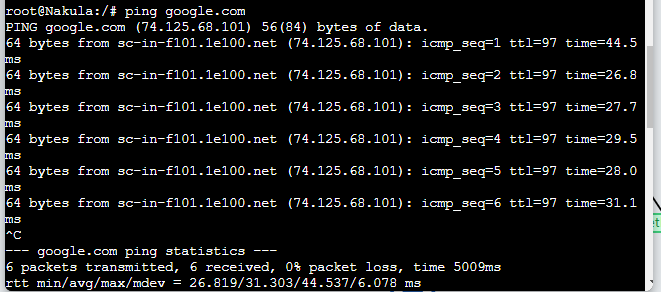 root@Nakula:/# ping google.com
PING google.com (74.125.68.101) 56(84) bytes of data.
64 bytes from sc-in-f101.1e100.net (74.125.68.101): icmp_seq=1 ttl=97 time=44.5
ms
64 bytes from sc-in-f101.1e100.net (74.125.68.101): icmp_seq=2 ttl=97 time=26.8
ms
64 bytes from sc-in-f101.1e100.net (74.125.68.101): icmp_seq=3 ttl=97 time=27.7
ms
64 bytes from sc-in-f101.1e100.net (74.125.68.101): icmp_seq=4 ttl=97 time=29.5
ms
64 bytes from sc-in-f101.1e100.net (74.125.68.101): icmp_seq=5 ttl=97 time=28.0
ms
64 bytes from sc-in-f101.1e100.net (74.125.68.101): icmp_seq=6 ttl=97 time=31.1
ms
^C
--- google.com ping statistics ---
6 packets transmitted, 6 received, 0% packet loss, time 5009ms
rtt min/avg/max/mdev = 26.819/31.303/44.537/6.078 ms